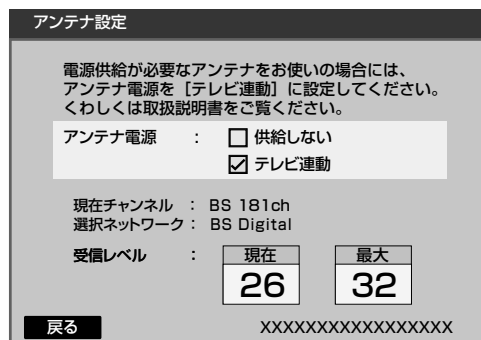 アンテナ設定
電源供給が必要なアンテナをお使いの場合には、
アンテナ電源を［テレビ連動］に設定してください。
くわしくは取扱説明書をご覧ください。
アンテナ電源　：　供給しない
テレビ連動
現在チャンネル　：　BS 181ch
選択ネットワーク：　BS Digital
受信レベル　：　現在　最大
26　32
戻る　XXXXXXXXXXXXXXXXX